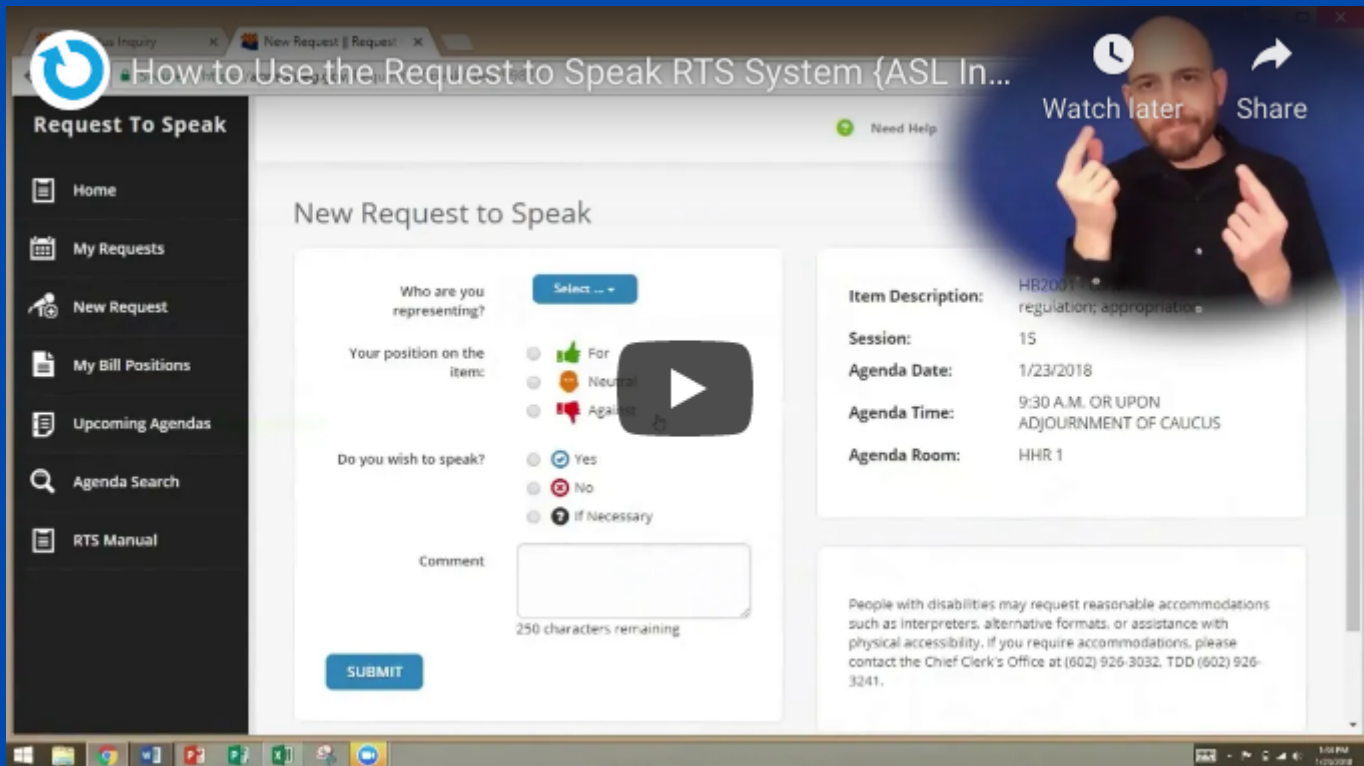 New Request || Request
How to Use the Request to Speak RTS System {ASL In...
Watch later
Share
Request To Speak
Need Help
Home
My Requests
New Request
My Bill Positions
Upcoming Agendas
Agenda Search
RTS Manual
New Request to Speak
Who are you
representing?
Select ...
Your position on the
item:
For
Neutral
Against
Do you wish to speak?
Yes
No
If Necessary
Comment
250 characters remaining
SUBMIT
Item Description:
regulation; appropriation
Session:
15
Agenda Date:
1/23/2018
Agenda Time:
9:30 A.M. OR UPON
ADJOURNMENT OF CAUCUS
Agenda Room:
HHR 1
People with disabilities may request reasonable accommodations
such as interpreters, alternative formats, or assistance with
physical accessibility. If you require accommodations, please
contact the Chief Clerk's Office at (602) 926-3032. TDD (602) 926-
3241.